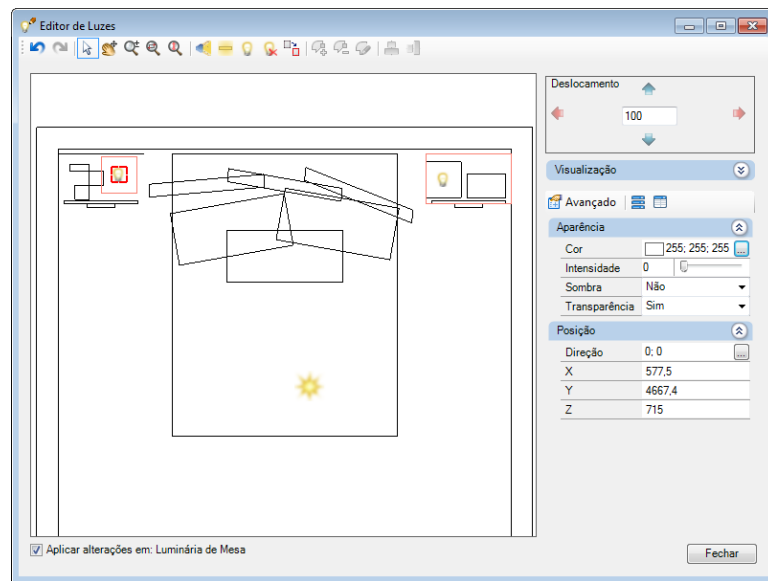 Editor de Luzes
Deslocamento
100
Visualização
Avançado
Aparência
Cor 255; 255; 255 ...
Intensidade 0
Sombra Não
Transparência Sim
Posição
Direção 0; 0 ...
X 577,5
Y 4667,4
Z 715
Aplicar alterações em: Luminária de Mesa
Fechar